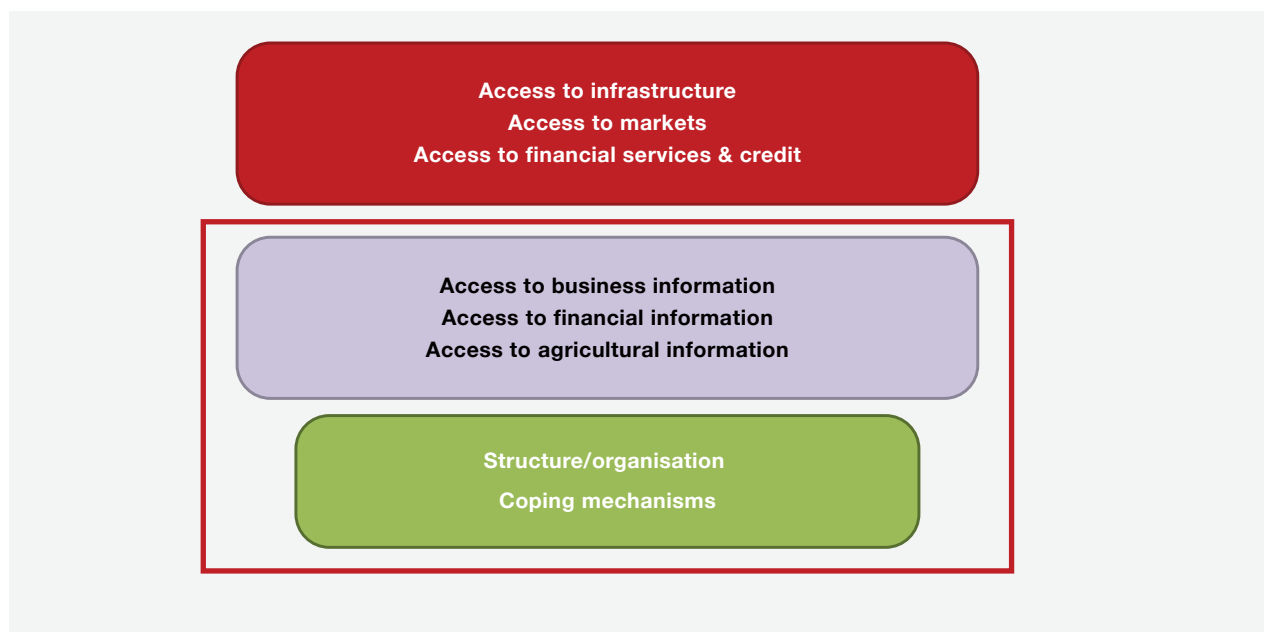 Access to infrastructure
Access to markets
Access to financial services & credit
Access to business information
Access to financial information
Access to agricultural information
Structure/organisation
Coping mechanisms